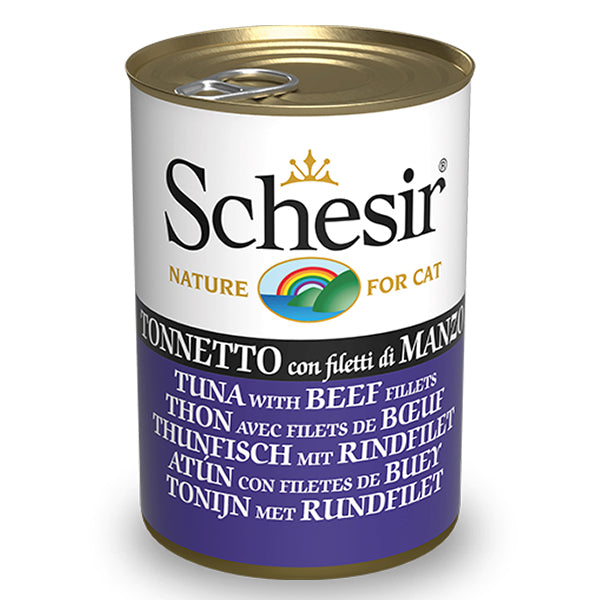 Schesir®
NATURE FOR CAT
TONNETTO con filetti di MANZO
TUNA WITH BEEF FILLETS
THON AVEC FILETS DE BŒUF
THUNFISCH MIT RINDFILET
ATÚN CON FILETES DE BUEY
TONIJN MET RUNDFILET